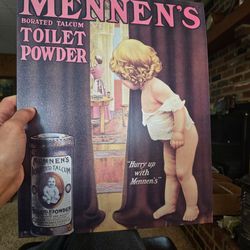 MENNEN'S
BORATED TALCUM
TOILET
POWDER
"Hurry up
with
Mennen's"
MENNEN'S
BORATED TALCUM